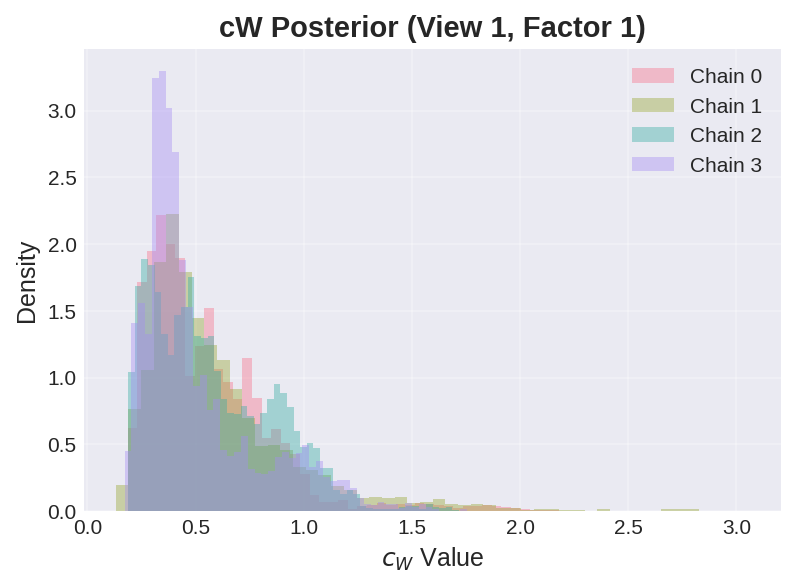 cW Posterior (View 1, Factor 1)
Chain 0
Chain 1
Chain 2
Chain 3
Density
3.0
2.5
2.0
1.5
1.0
0.5
0.0
0.0 0.5 1.0 1.5 2.0 2.5 3.0
c_W Value